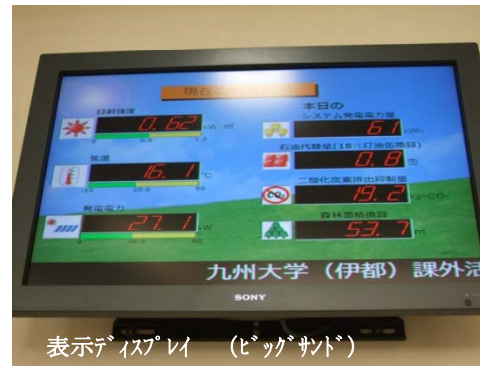 現在の
日射強度
0.62 kW/㎡
気温
16.1 ℃
発電電力
27.1 kW
本日の
システム発電電力量
61 kWh
石油代替量(18ℓ灯油缶換算)
0.8 缶
二酸化炭素排出抑制量
CO₂
19.2 kg-CO₂
森林面積換算
53.7 ㎡
九州大学（伊都）課外活
SONY
表示ﾃﾞｨｽﾌﾟﾚｲ （ﾋﾞｯｸﾞｻﾝﾄﾞ）